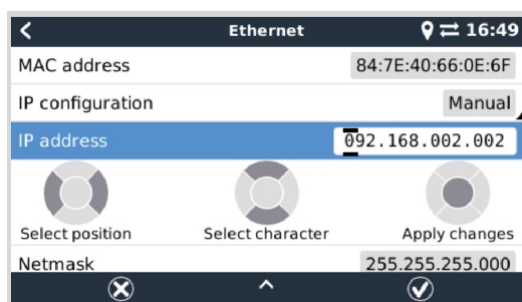 Ethernet 16:49
MAC address 84:7E:40:66:0E:6F
IP configuration Manual
IP address 092.168.002.002
Select position Select character Apply changes
Netmask 255.255.255.000